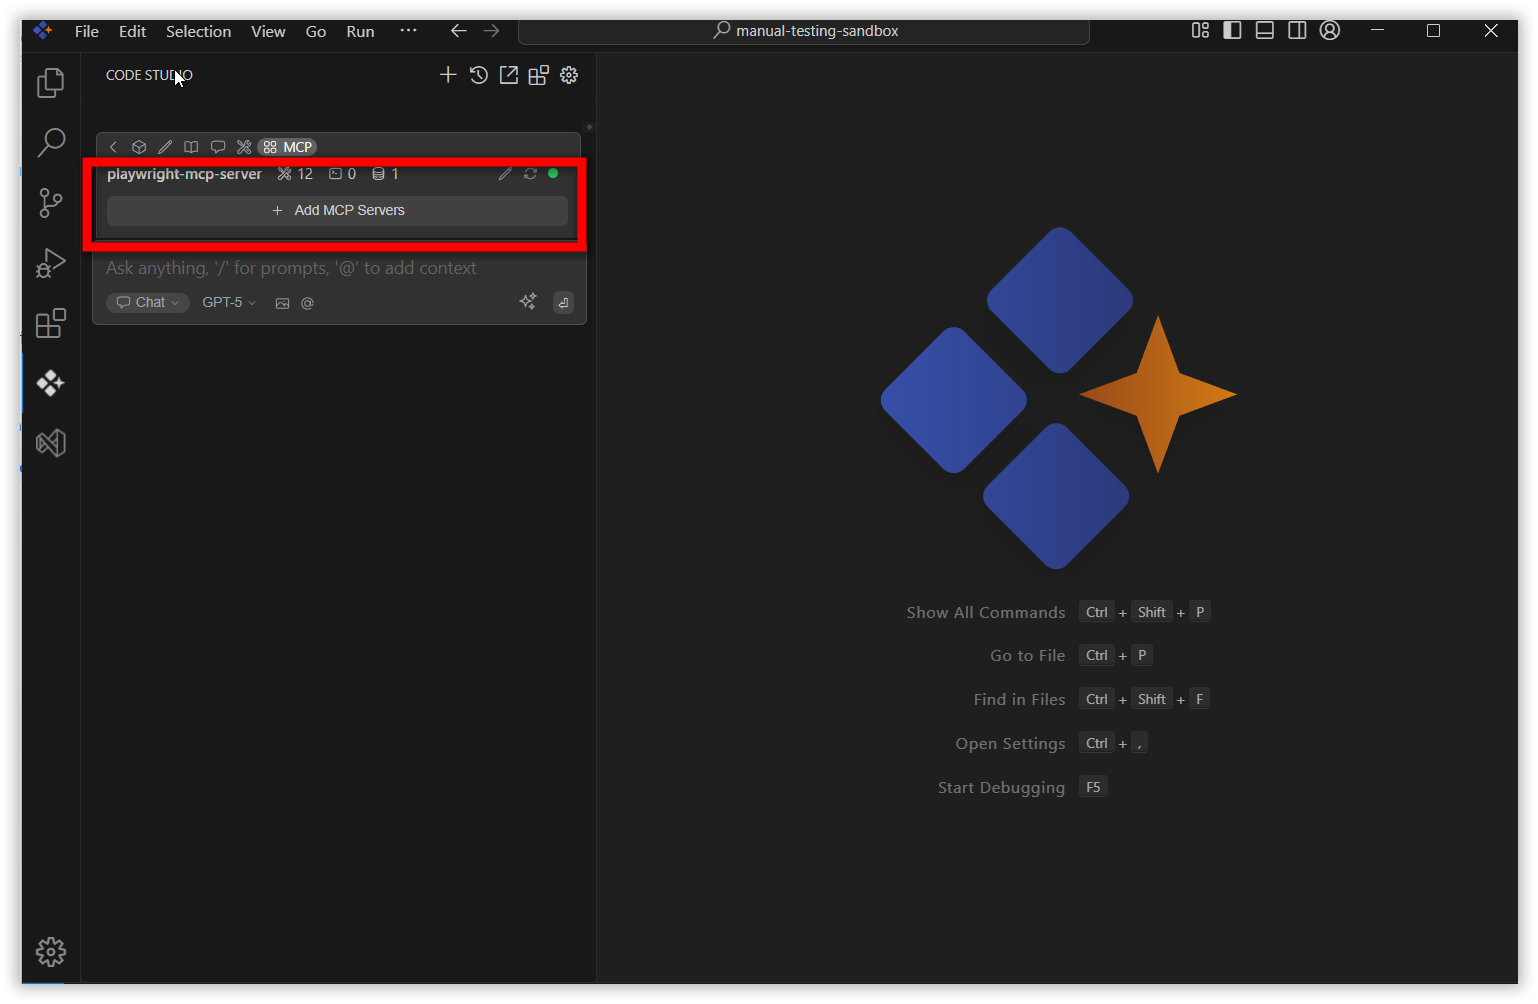 File Edit Selection View Go Run ··· manual-testing-sandbox
CODE STUDIO
MCP
playwright-mcp-server 12 0 1
+ Add MCP Servers
Ask anything, '/' for prompts, '@' to add context
Chat GPT-5 @
Show All Commands Ctrl + Shift + P
Go to File Ctrl + P
Find in Files Ctrl + Shift + F
Open Settings Ctrl + ,
Start Debugging F5